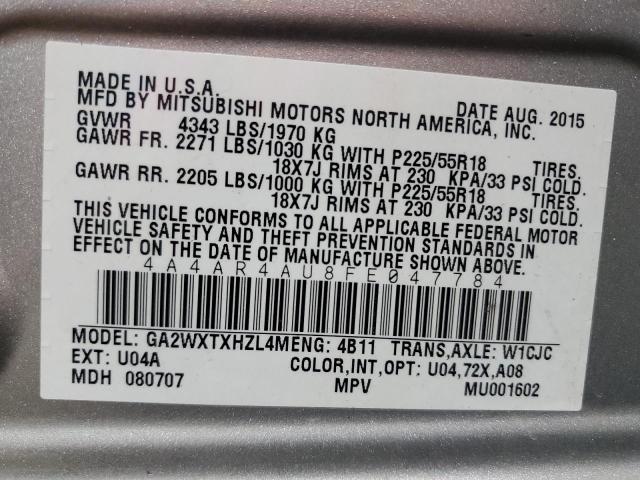 MADE IN U.S.A. DATE AUG. 2015
MFD BY MITSUBISHI MOTORS NORTH AMERICA, INC.
GVWR 4343 LBS/1970 KG
GAWR FR. 2271 LBS/1030 KG WITH P225/55R18 TIRES.
18X7J RIMS AT 230 KPA/33 PSI COLD.
GAWR RR. 2205 LBS/1000 KG WITH P225/55R18 TIRES.
18X7J RIMS AT 230 KPA/33 PSI COLD.
THIS VEHICLE CONFORMS TO ALL APPLICABLE FEDERAL MOTOR
VEHICLE SAFETY AND THEFT PREVENTION STANDARDS IN
EFFECT ON THE DATE OF MANUFACTURE SHOWN ABOVE.
4A4AR4AU8FE047784
MODEL: GA2WXTXHZL4MENG: 4B11 TRANS,AXLE: W1CJC
EXT: U04A COLOR,INT,OPT: U04,72X,A08
MDH 080707 MPV MU001602